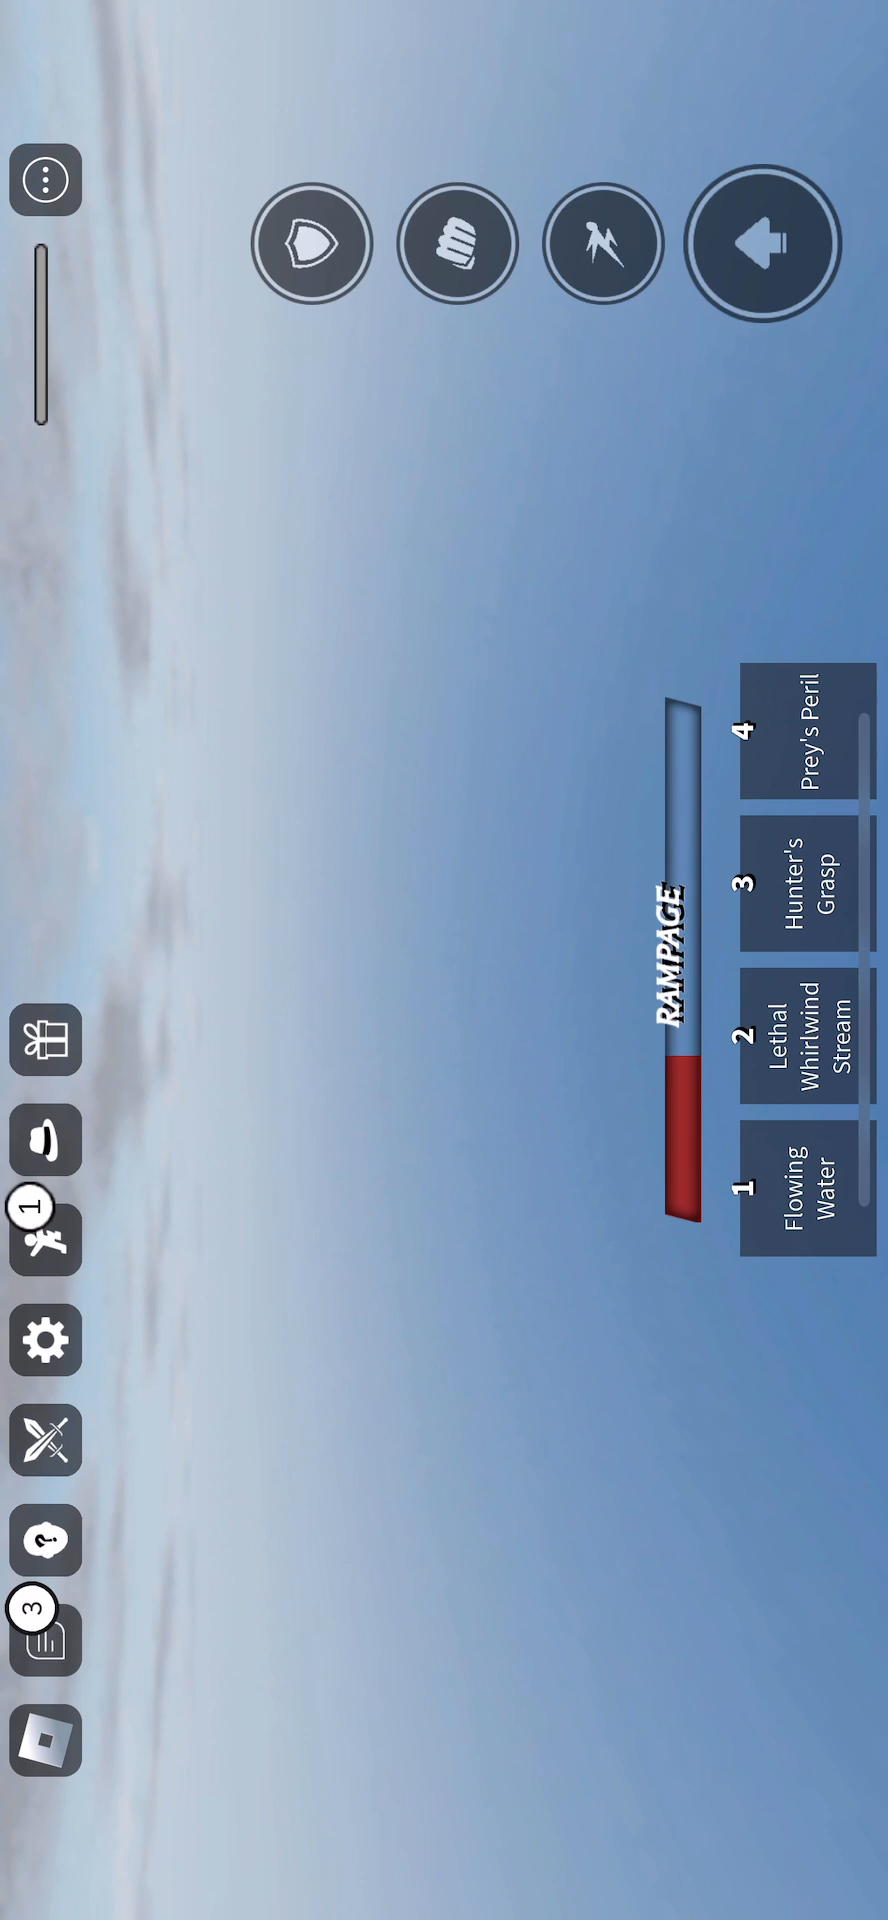 3
1
RAMPAGE
1
Flowing
Water
2
Lethal
Whirlwind
Stream
3
Hunter's
Grasp
4
Prey's Peril